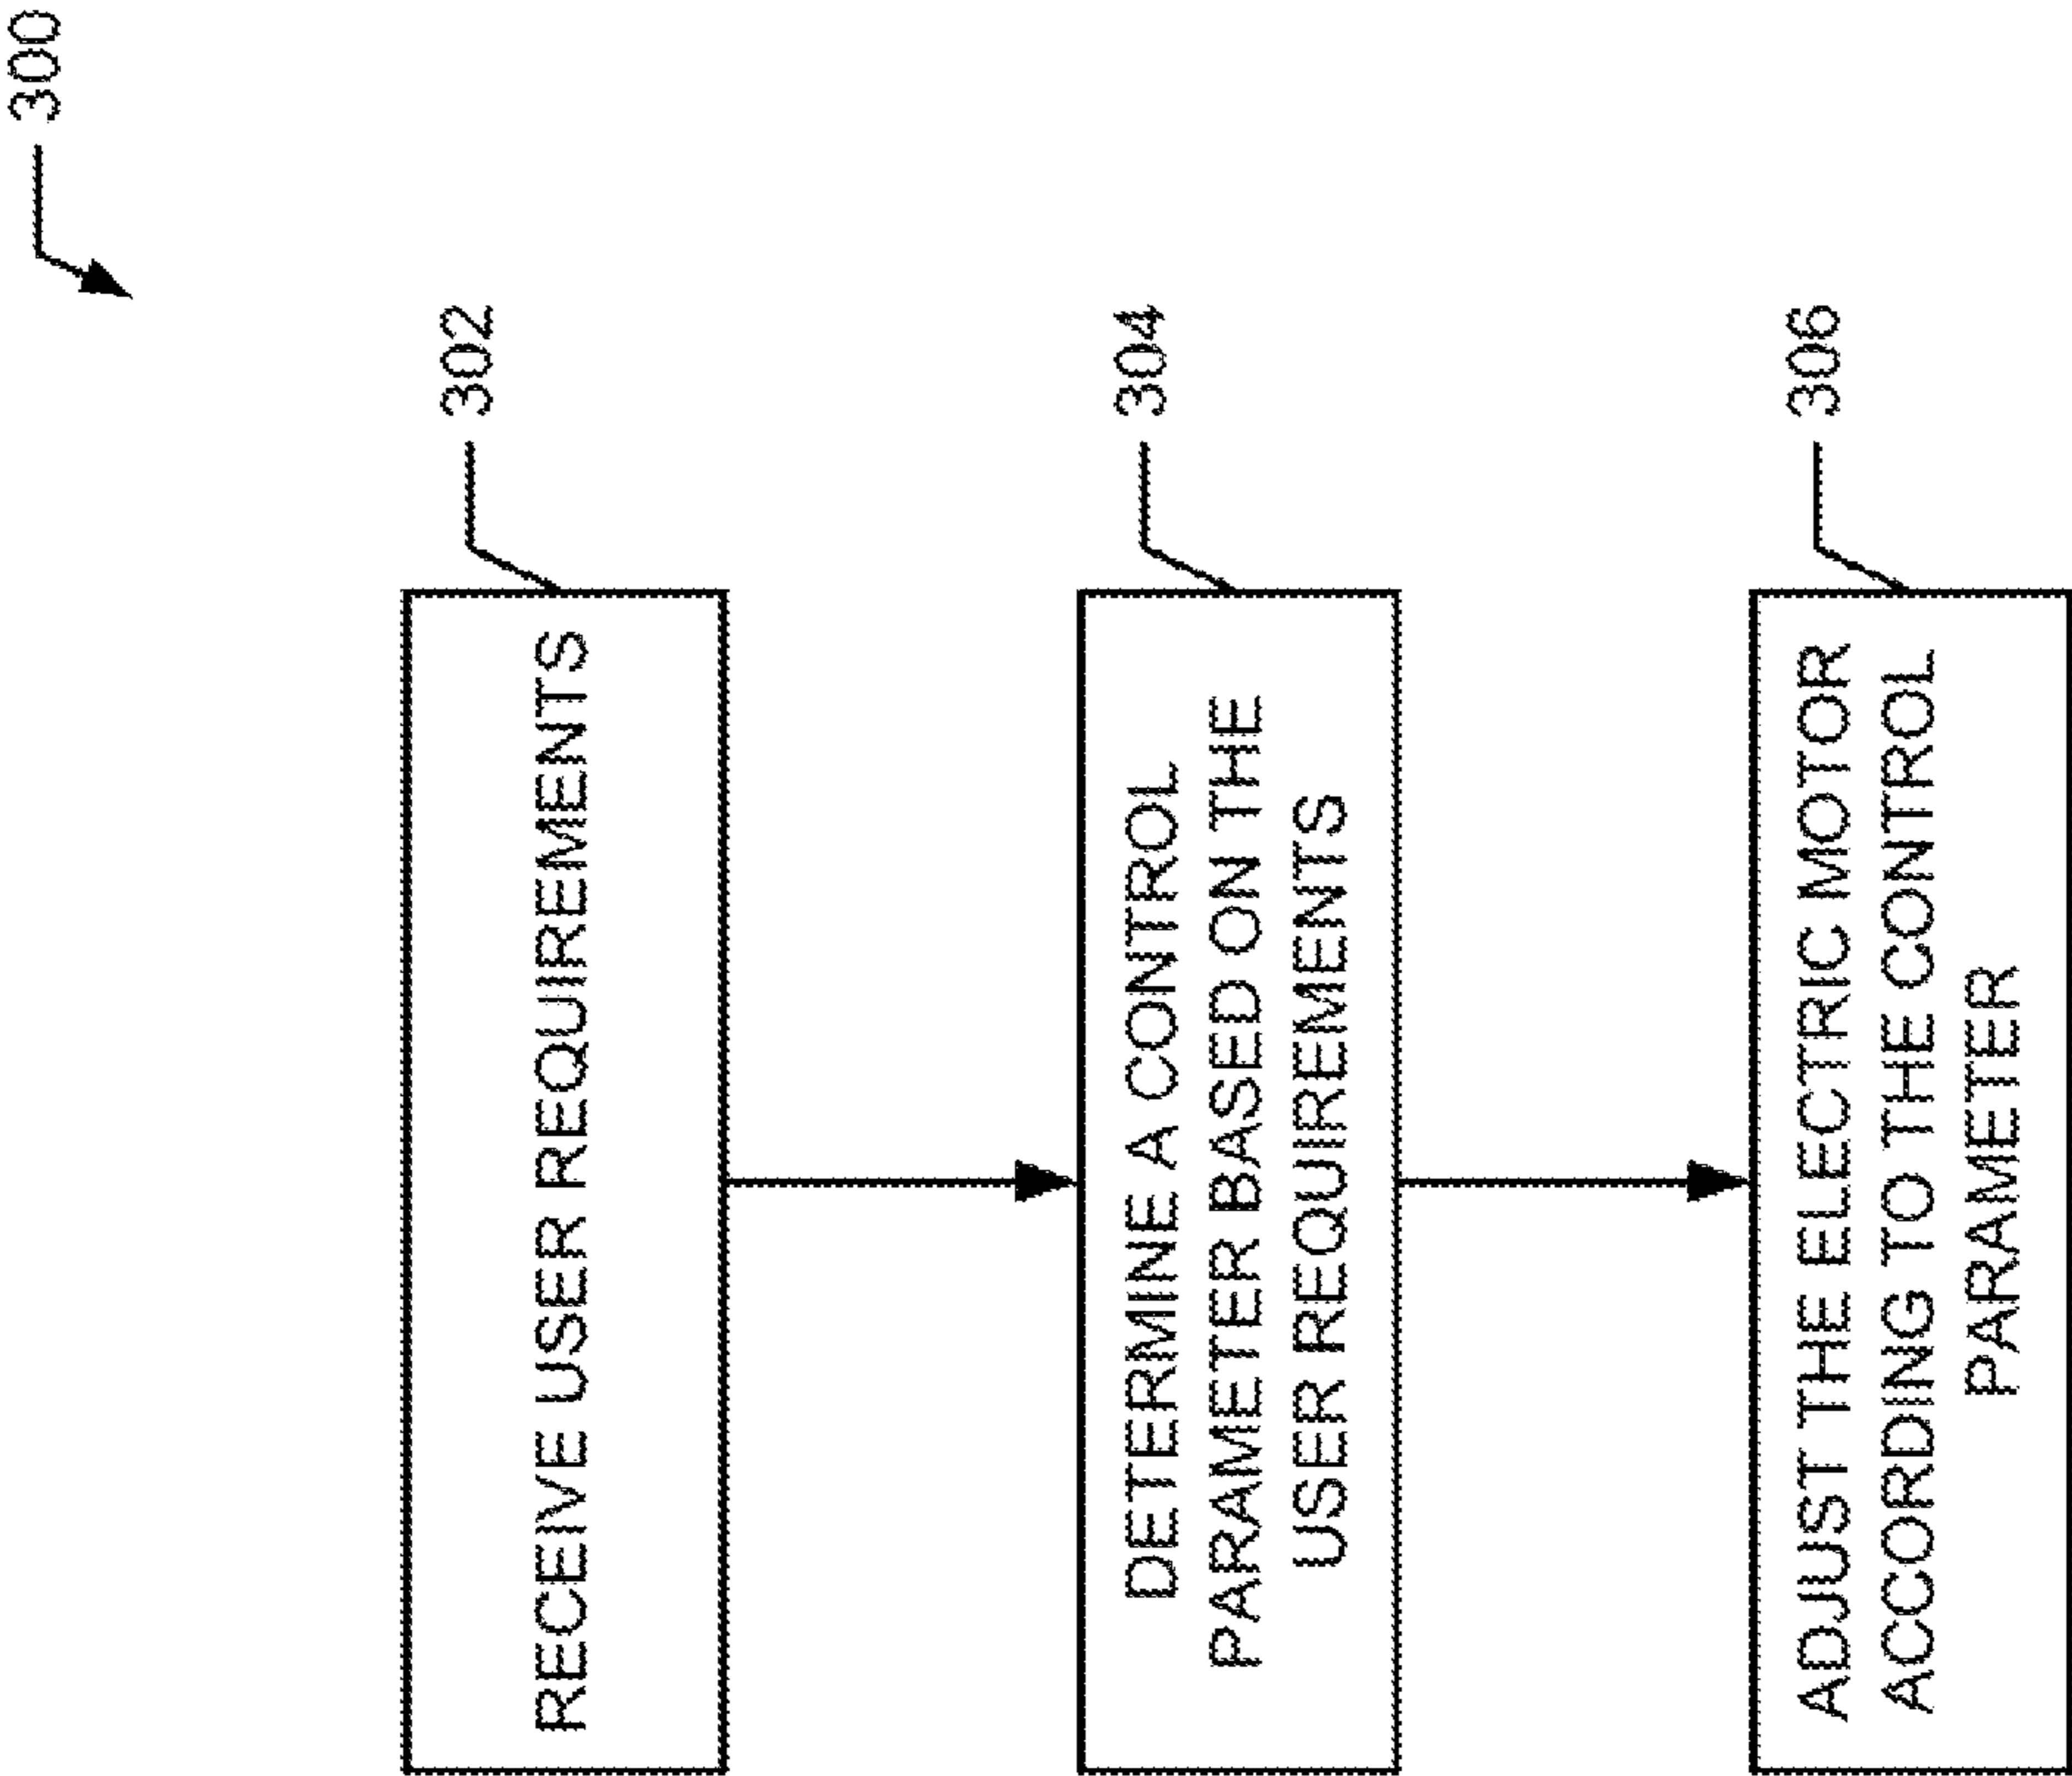 300
302
RECEIVE USER REQUIREMENTS
304
DETERMINE A CONTROL
PARAMETER BASED ON THE
USER REQUIREMENTS
306
ADJUST THE ELECTRIC MOTOR
ACCORDING TO THE CONTROL
PARAMETER